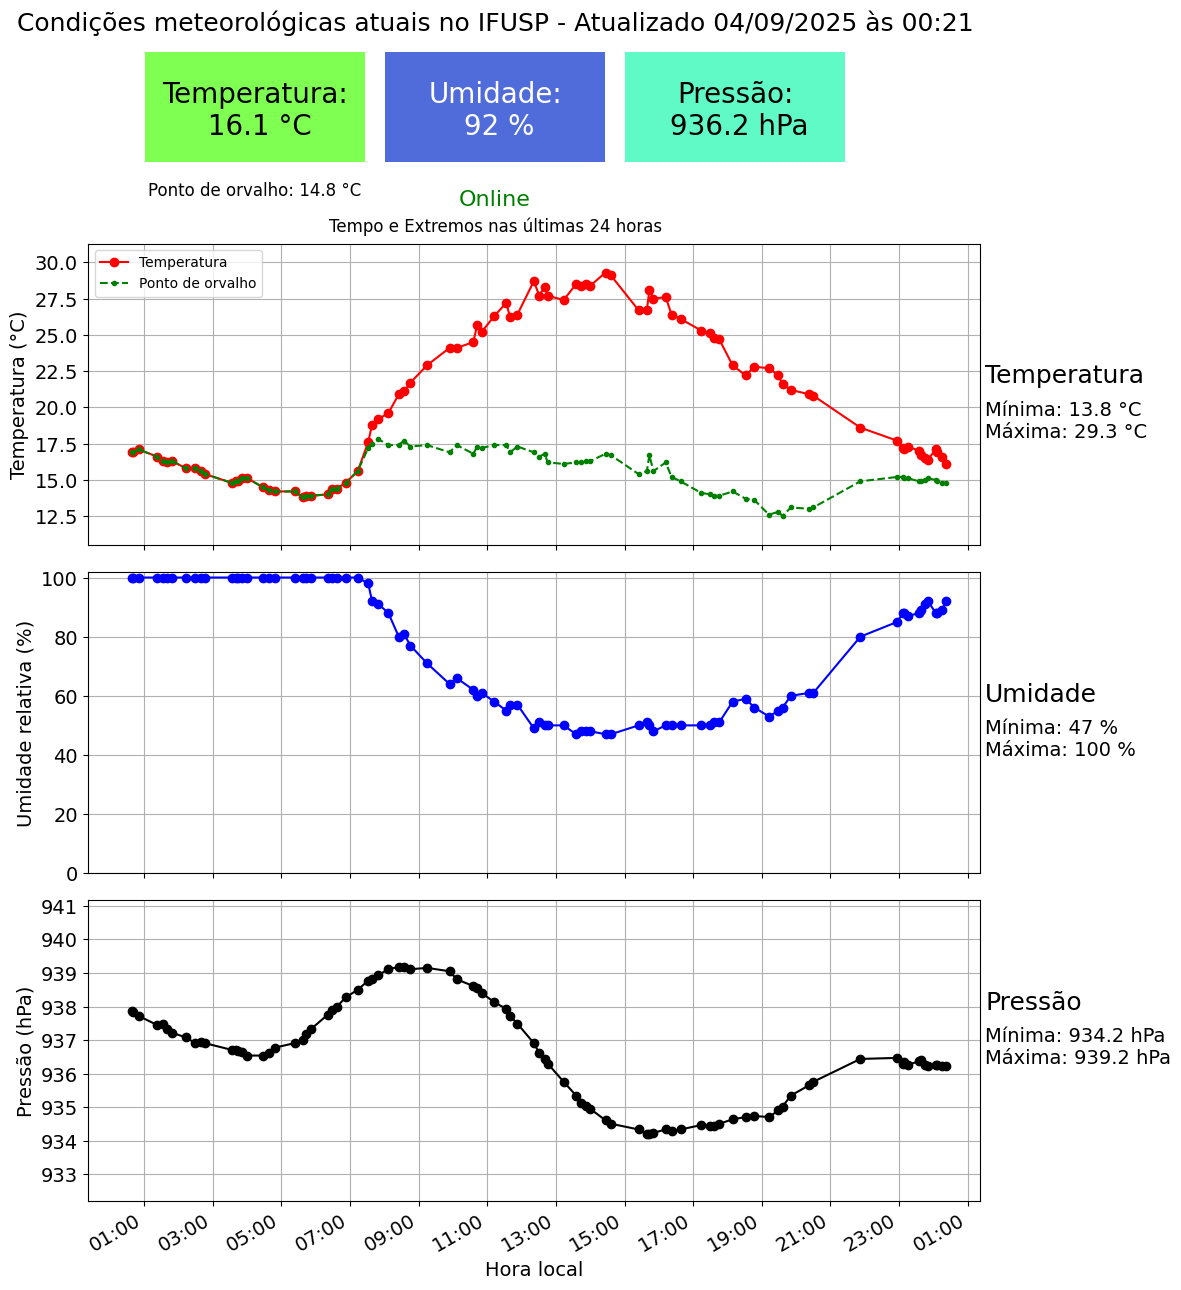 Condições meteorológicas atuais no IFUSP - Atualizado 04/09/2025 às 00:21
Temperatura:
16.1 °C
Umidade:
92 %
Pressão:
936.2 hPa
Ponto de orvalho: 14.8 °C
Online
Tempo e Extremos nas últimas 24 horas
Temperatura
Ponto de orvalho
30.0
27.5
25.0
22.5
20.0
17.5
15.0
12.5
Temperatura (°C)
Temperatura
Mínima: 13.8 °C
Máxima: 29.3 °C
100
80
60
40
20
0
Umidade relativa (%)
Umidade
Mínima: 47 %
Máxima: 100 %
941
940
939
938
937
936
935
934
933
Pressão (hPa)
Pressão
Mínima: 934.2 hPa
Máxima: 939.2 hPa
01:00 03:00 05:00 07:00 09:00 11:00 13:00 15:00 17:00 19:00 21:00 23:00 01:00
Hora local